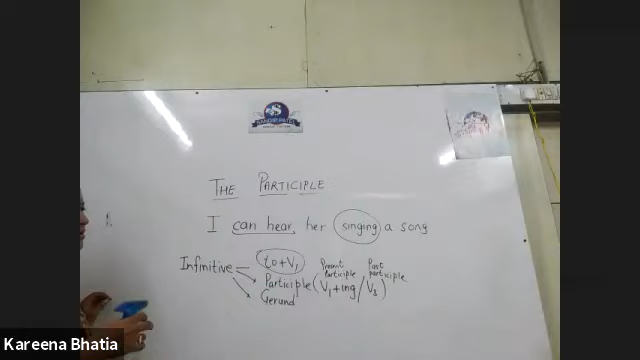 THE PARTICIPLE
I can hear, her singing a song
Infinitive to+V1
Present participle Past participle
Participle (V1+ing/V3)
Gerund
Kareena Bhatia